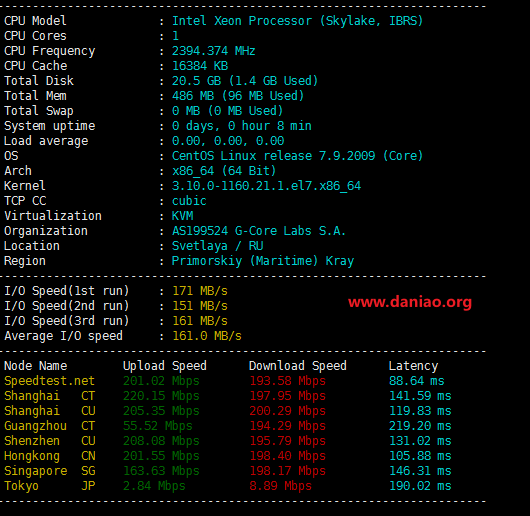 CPU Model : Intel Xeon Processor (Skylake, IBRS)
CPU Cores : 1
CPU Frequency : 2394.374 MHz
CPU Cache : 16384 KB
Total Disk : 20.5 GB (1.4 GB Used)
Total Mem : 486 MB (96 MB Used)
Total Swap : 0 MB (0 MB Used)
System uptime : 0 days, 0 hour 8 min
Load average : 0.00, 0.00, 0.00
OS : CentOS Linux release 7.9.2009 (Core)
Arch : x86_64 (64 Bit)
Kernel : 3.10.0-1160.21.1.el7.x86_64
TCP CC : cubic
Virtualization : KVM
Organization : AS199524 G-Core Labs S.A.
Location : Svetlaya / RU
Region : Primorskiy (Maritime) Kray
I/O Speed(1st run) : 171 MB/s
I/O Speed(2nd run) : 151 MB/s
www.daniao.org
I/O Speed(3rd run) : 161 MB/s
Average I/O speed : 161.0 MB/s
Node Name Upload Speed Download Speed Latency
Speedtest.net 201.02 Mbps 193.58 Mbps 88.64 ms
Shanghai CT 220.15 Mbps 197.95 Mbps 141.59 ms
Shanghai CU 205.35 Mbps 200.29 Mbps 119.83 ms
Guangzhou CT 55.52 Mbps 194.29 Mbps 219.20 ms
Shenzhen CU 208.08 Mbps 195.79 Mbps 131.02 ms
Hongkong CN 201.55 Mbps 198.40 Mbps 105.88 ms
Singapore SG 163.63 Mbps 198.17 Mbps 146.31 ms
Tokyo JP 2.84 Mbps 8.89 Mbps 190.02 ms